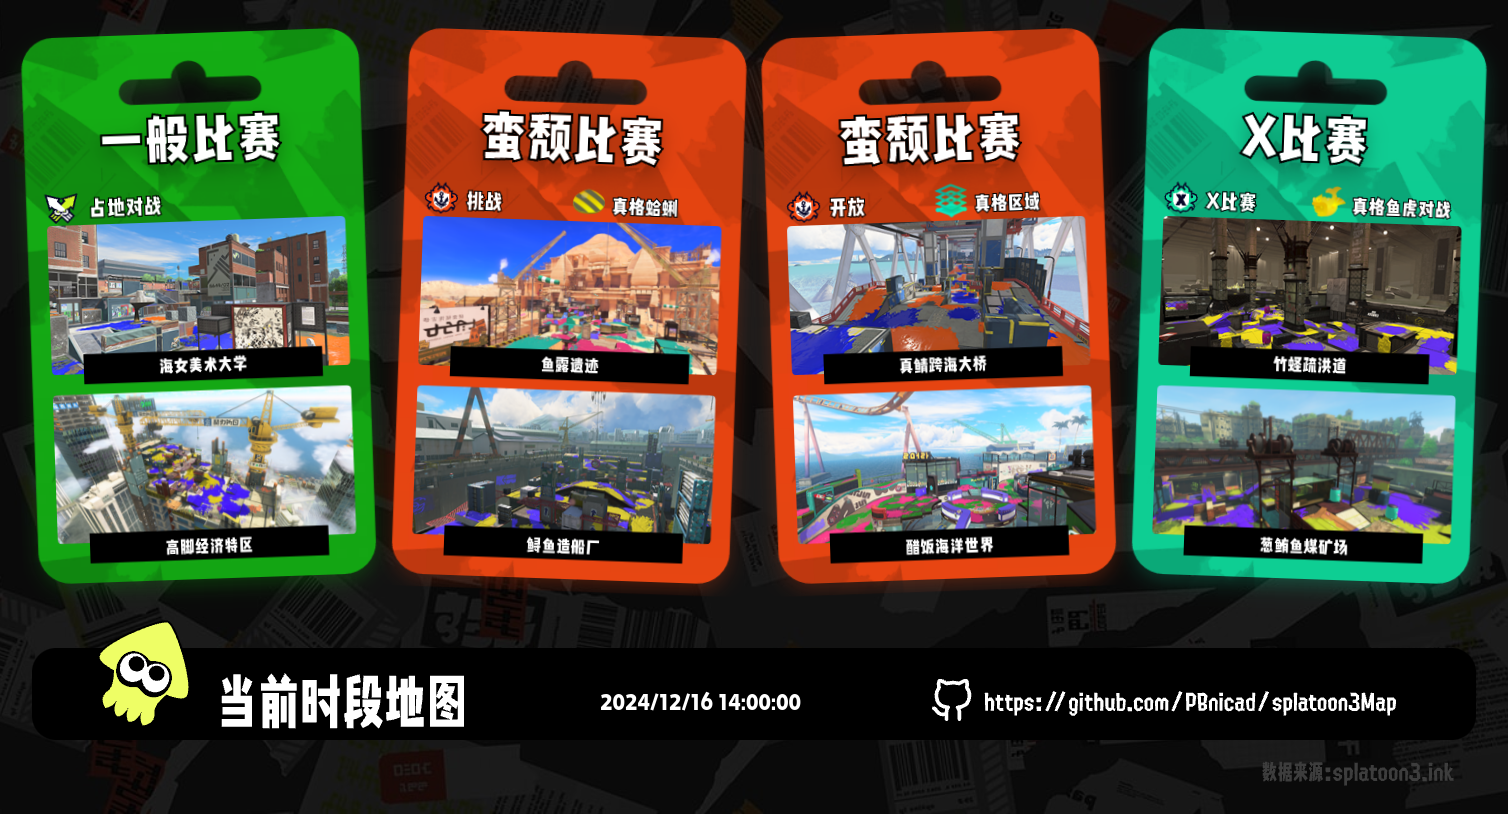 一般比赛
占地对战
海女美术大学
高脚经济特区
蛮颓比赛
挑战
真格蛤蜊
鱼露遗迹
鲟鱼造船厂
蛮颓比赛
开放
真格区域
真鲭跨海大桥
醋饭海洋世界
X比赛
X比赛
真格鱼虎对战
竹蛏疏洪道
葱鲔鱼煤矿场
当前时段地图
2024/12/16 14:00:00
https://github.com/PBnicad/splatoon3Map
数据来源:splatoon3.ink